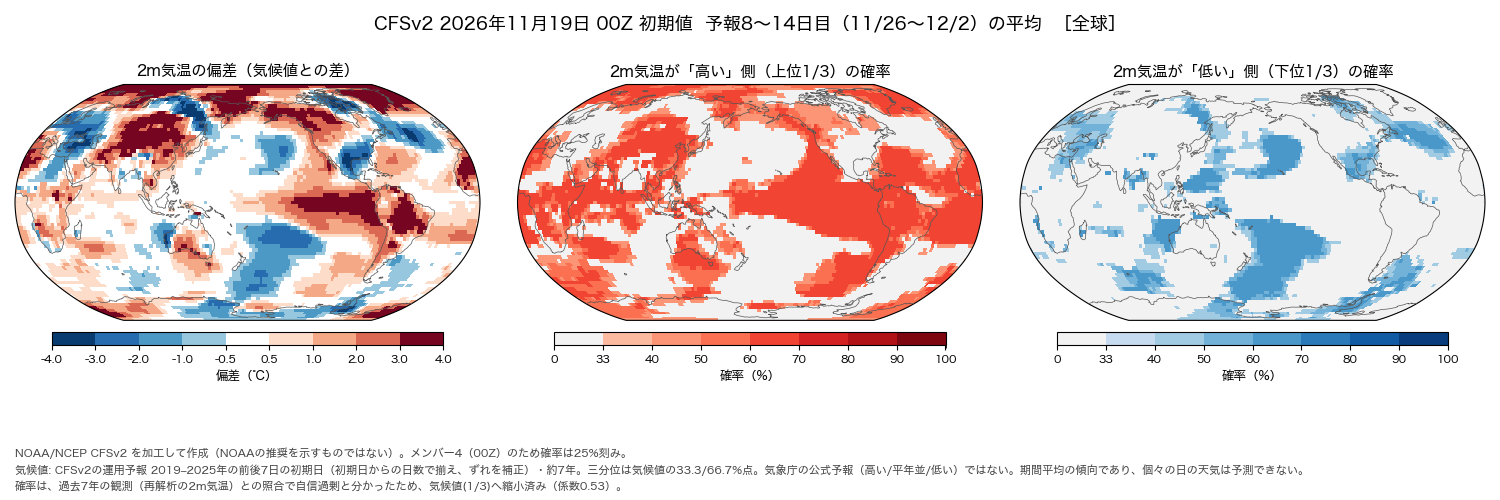 CFSv2 2026年11月19日 00Z 初期値 予報8〜14日目（11/26〜12/2）の平均 ［全球］
2m気温の偏差（気候値との差）
2m気温が「高い」側（上位1/3）の確率
2m気温が「低い」側（下位1/3）の確率
-4.0 -3.0 -2.0 -1.0 -0.5 0.5 1.0 2.0 3.0 4.0
偏差（℃）
0 33 40 50 60 70 80 90 100
確率（%）
0 33 40 50 60 70 80 90 100
確率（%）
NOAA/NCEP CFSv2 を加工して作成（NOAAの推奨を示すものではない）。メンバー4（00Z）のため確率は25%刻み。
気候値: CFSv2の運用予報 2019–2025年の前後7日の初期日（初期日からの日数で揃え、ずれを補正）・約7年。三分位は気候値の33.3/66.7%点。気象庁の公式予報（高い/平年並/低い）ではない。期間平均の傾向であり、個々の日の天気は予測できない。
確率は、過去7年の観測（再解析の2m気温）との照合で自信過剰と分かったため、気候値(1/3)へ縮小済み（係数0.53）。